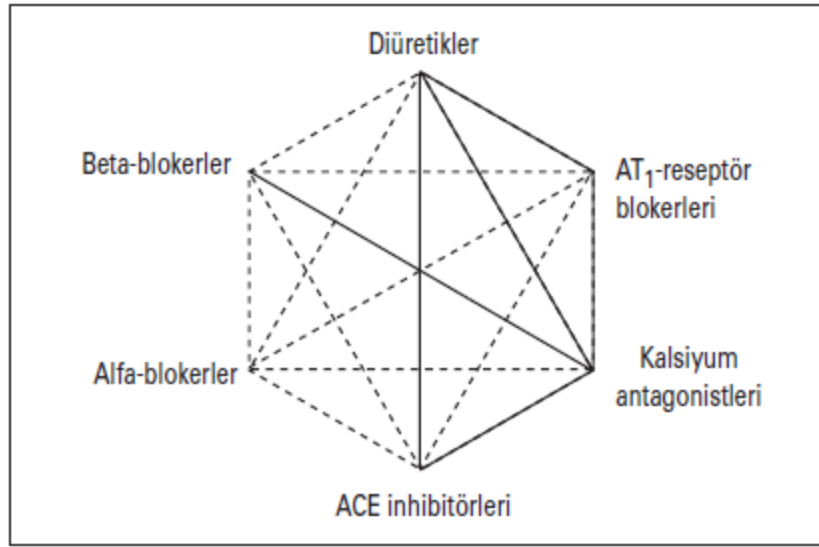 Diüretikler
Beta-blokerler
AT₁-reseptör
blokerleri
Alfa-blokerler
Kalsiyum
antagonistleri
ACE inhibitörleri